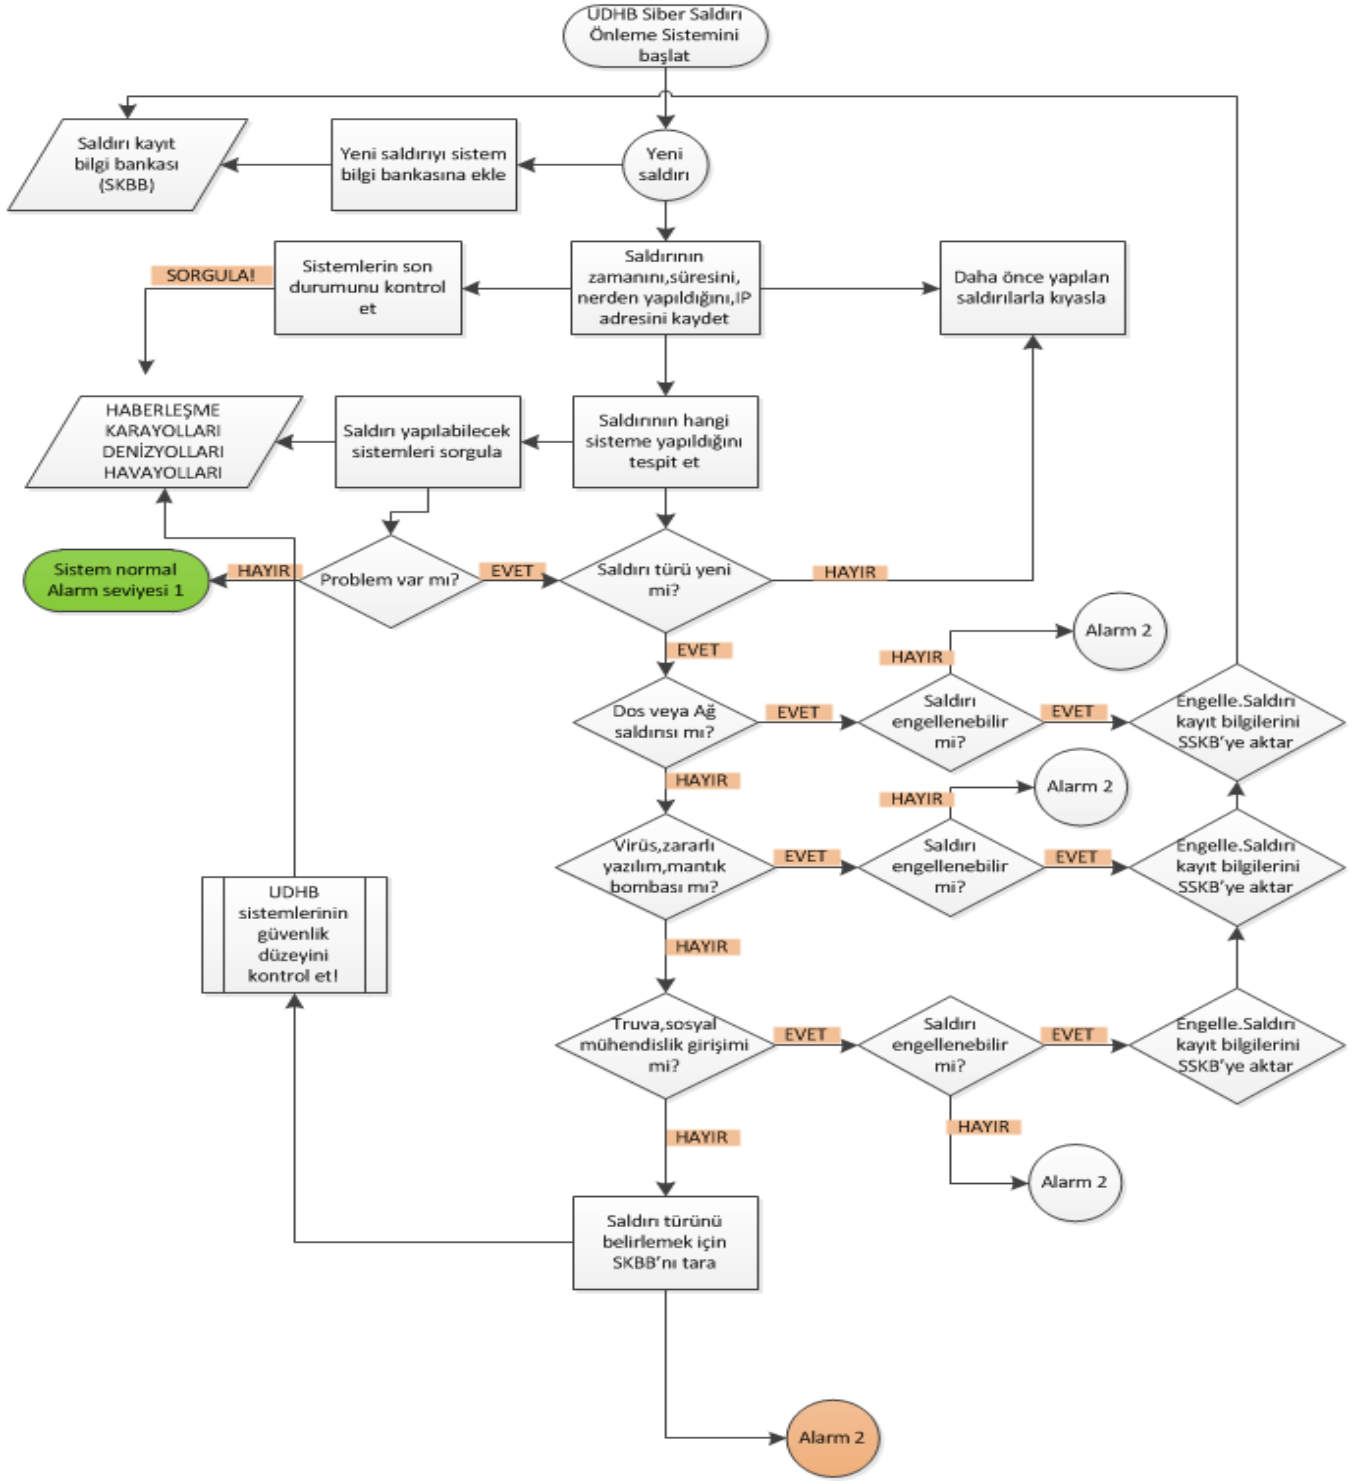 UDHB Siber Saldırı
Önleme Sistemini
başlat
Saldırı kayıt
bilgi bankası
(SKBB)
Yeni saldırıyı sistem
bilgi bankasına ekle
Yeni
saldırı
SORGULA!
Sistemlerin son
durumunu kontrol
et
Saldırının
zamanını,süresini,
nerden yapıldığını,IP
adresini kaydet
Daha önce yapılan
saldırılarla kıyasla
HABERLEŞME
KARAYOLLARI
DENİZYOLLARI
HAVAYOLLARI
Saldırı yapılabilecek
sistemleri sorgula
Saldırının hangi
sisteme yapıldığını
tespit et
Sistem normal
Alarm seviyesi 1
HAYIR
Problem var mı?
EVET
Saldırı türü yeni
mi?
HAYIR
EVET
Alarm 2
HAYIR
Dos veya Ağ
saldırısı mı?
EVET
Saldırı
engellenebilir
mi?
EVET
Engelle.Saldırı
kayıt bilgilerini
SSKB'ye aktar
HAYIR
Alarm 2
HAYIR
Virüs,zararlı
yazılım,mantık
bombası mı?
EVET
Saldırı
engellenebilir
mi?
EVET
Engelle.Saldırı
kayıt bilgilerini
SSKB'ye aktar
UDHB
sistemlerinin
güvenlik
düzeyini
kontrol et!
HAYIR
Truva,sosyal
mühendislik girişimi
mi?
EVET
Saldırı
engellenebilir
mi?
EVET
Engelle.Saldırı
kayıt bilgilerini
SSKB'ye aktar
HAYIR
HAYIR
Alarm 2
Saldırı türünü
belirlemek için
SKBB'nı tara
Alarm 2